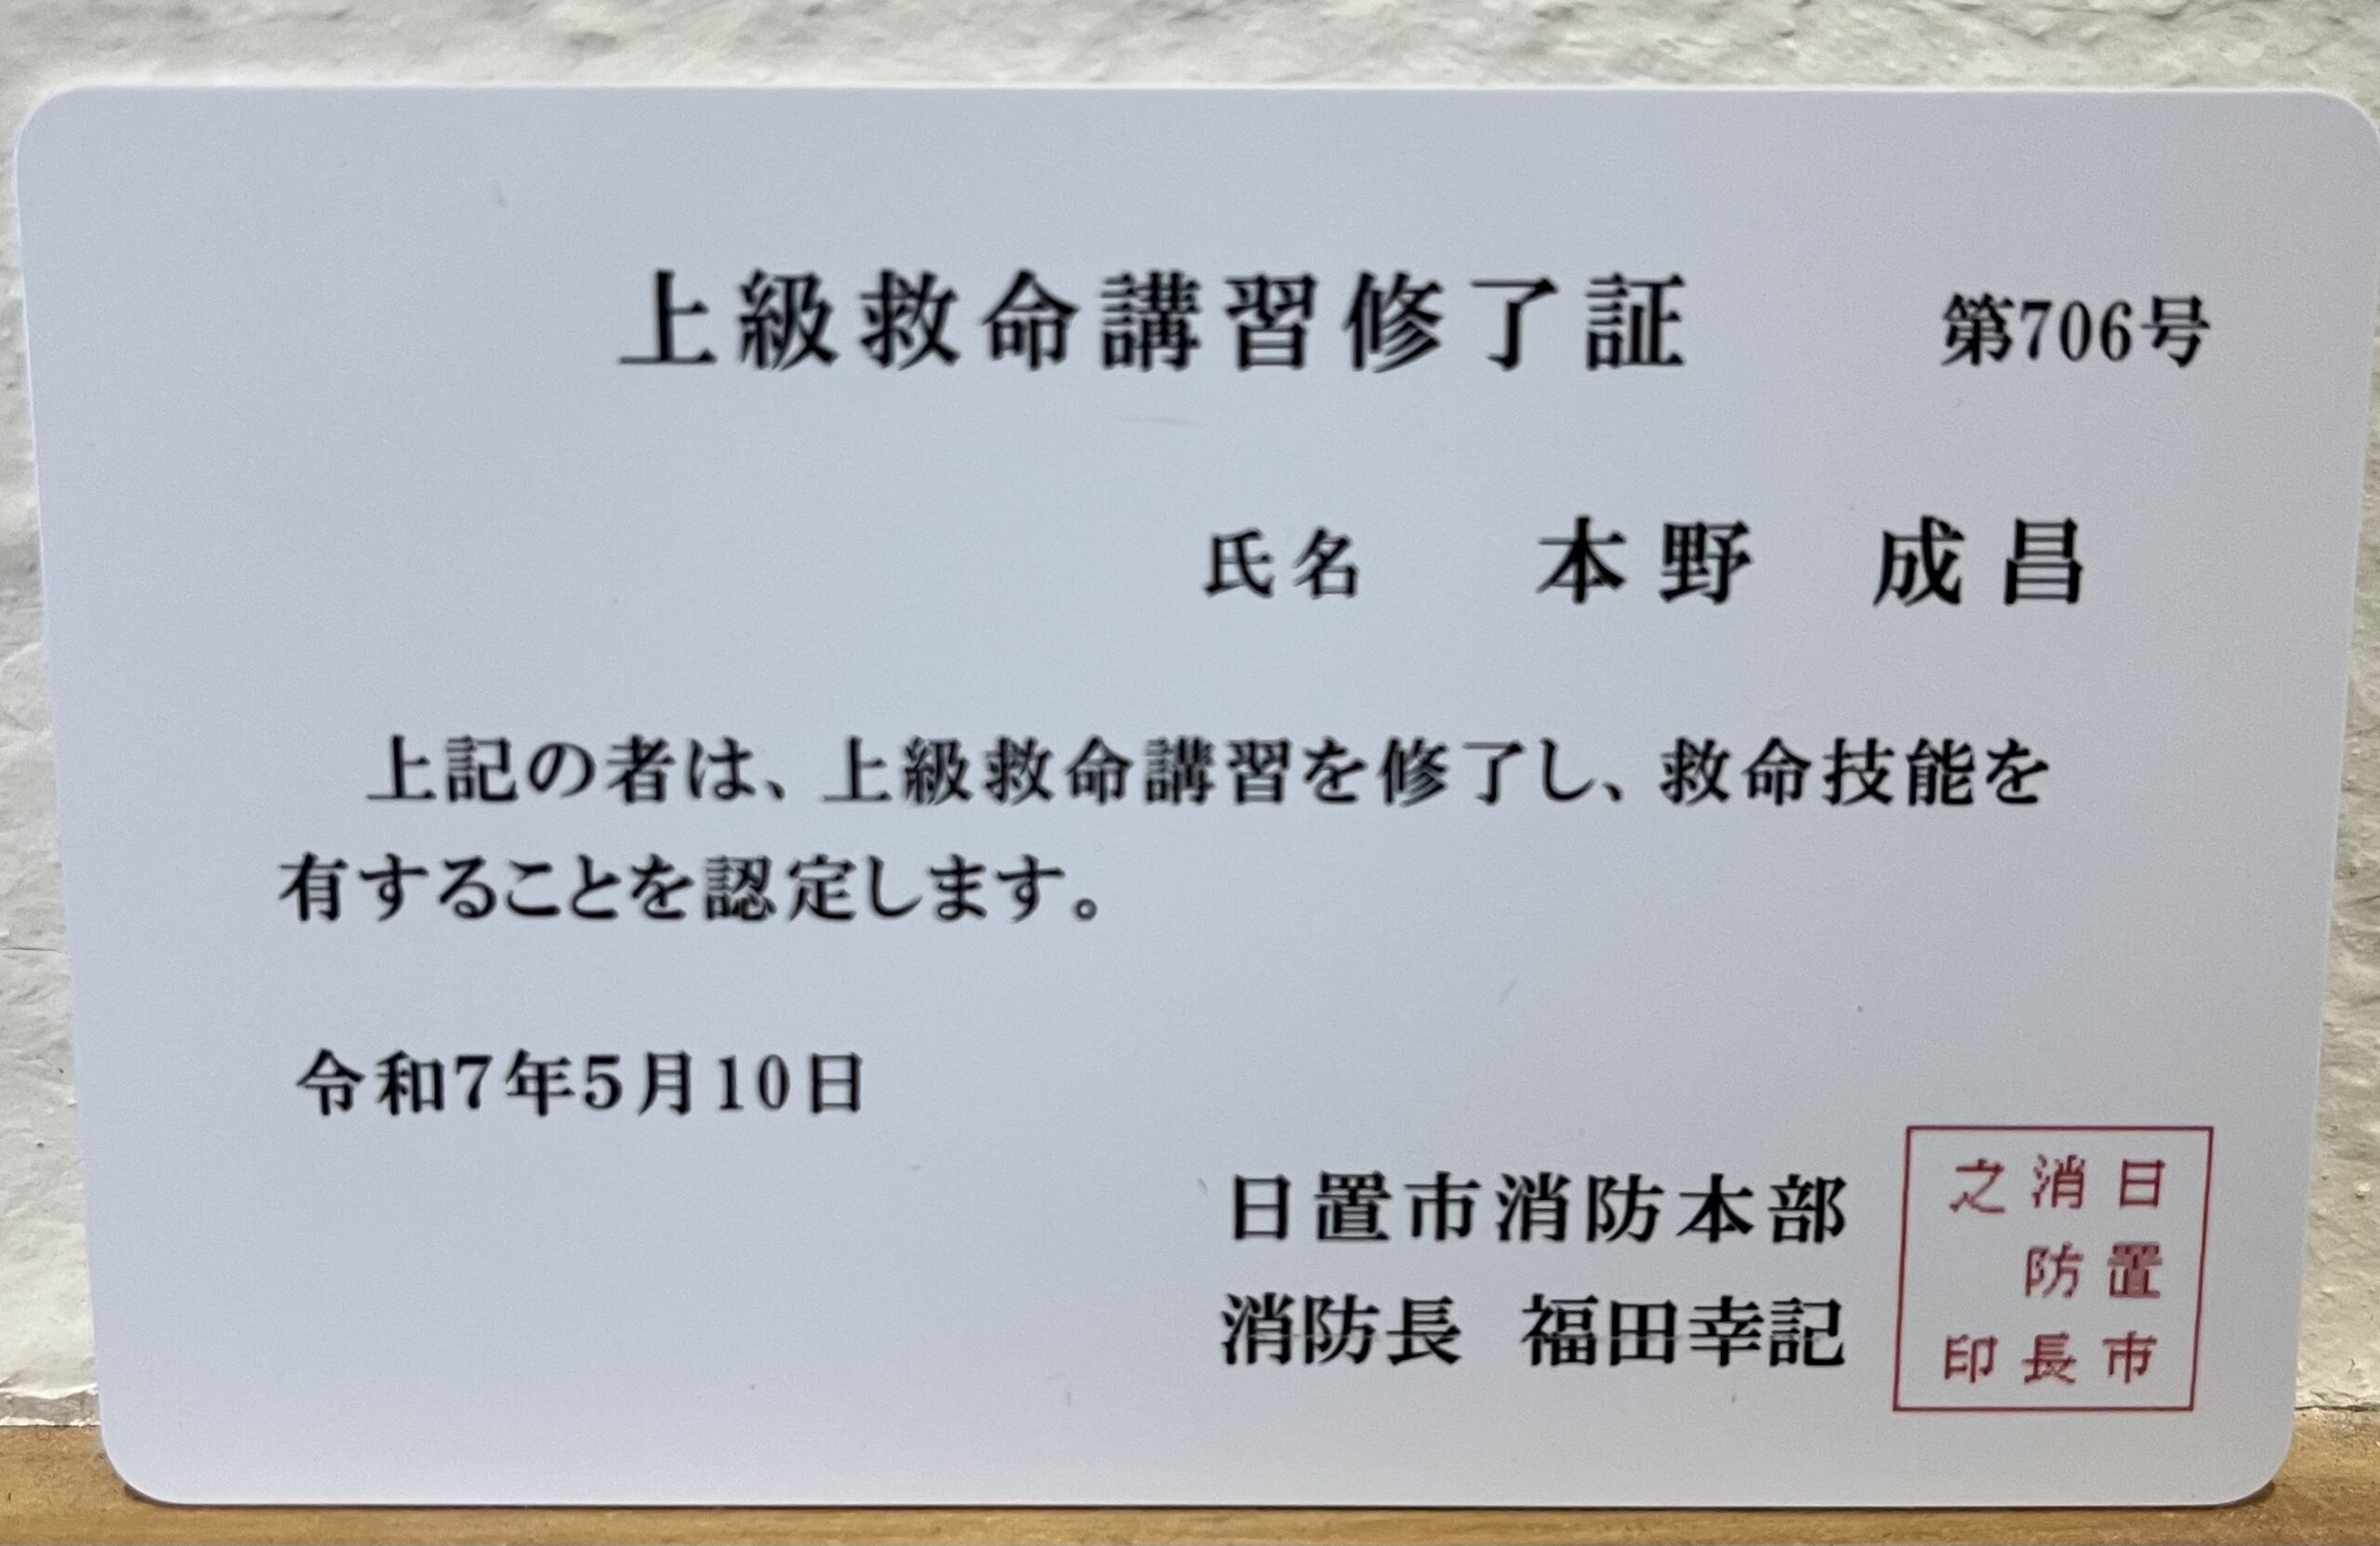 上級救命講習修了証 第706号
氏名 本野 成昌
上記の者は、上級救命講習を修了し、救命技能を
有することを認定します。
令和7年5月10日
日置市消防本部
消防長 福田幸記
日置市
消防長
之印